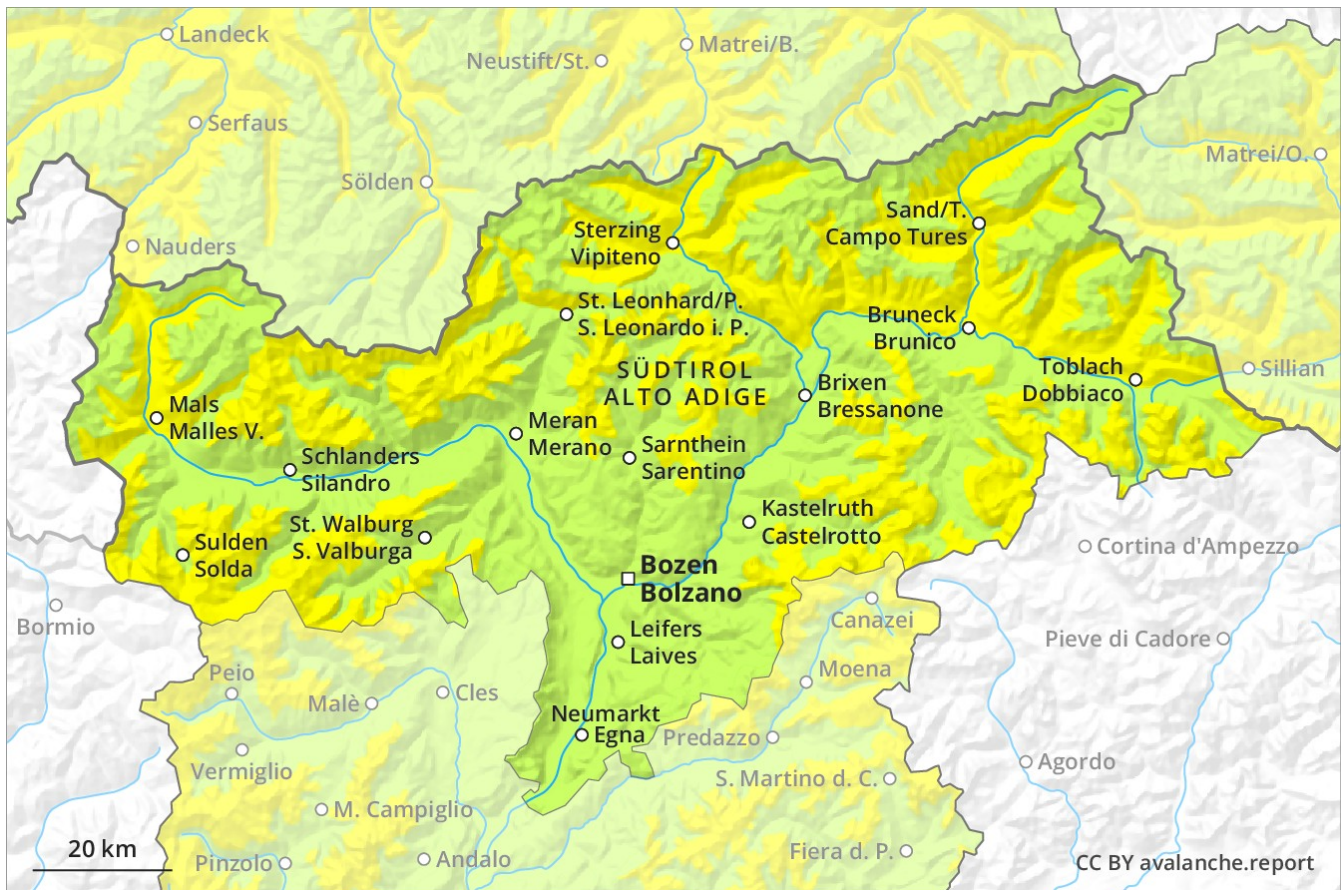 Landeck
Neustift/St.
Matrei/B.
Serfaus
Matrei/O.
Sölden
Nauders
Sand/T.
Campo Tures
Sterzing
Vipiteno
St. Leonhard/P.
S. Leonardo i. P.
Bruneck
Brunico
SÜDTIROL
ALTO ADIGE
Toblach
Dobbiaco
Sillian
Brixen
Bressanone
Mals
Malles V.
Meran
Merano
Sarnthein
Sarentino
Schlanders
Silandro
St. Walburg
S. Valburga
Kastelruth
Castelrotto
Sulden
Solda
Cortina d'Ampezzo
Bozen
Bolzano
Bormio
Canazei
Leifers
Laives
Pieve di Cadore
Peio
Moena
Malè
Cles
Neumarkt
Egna
Predazzo
Vermiglio
Agordo
S. Martino d. C.
M. Campiglio
20 km
Pinzolo
Andalo
Fiera d. P.
CC BY avalanche.report